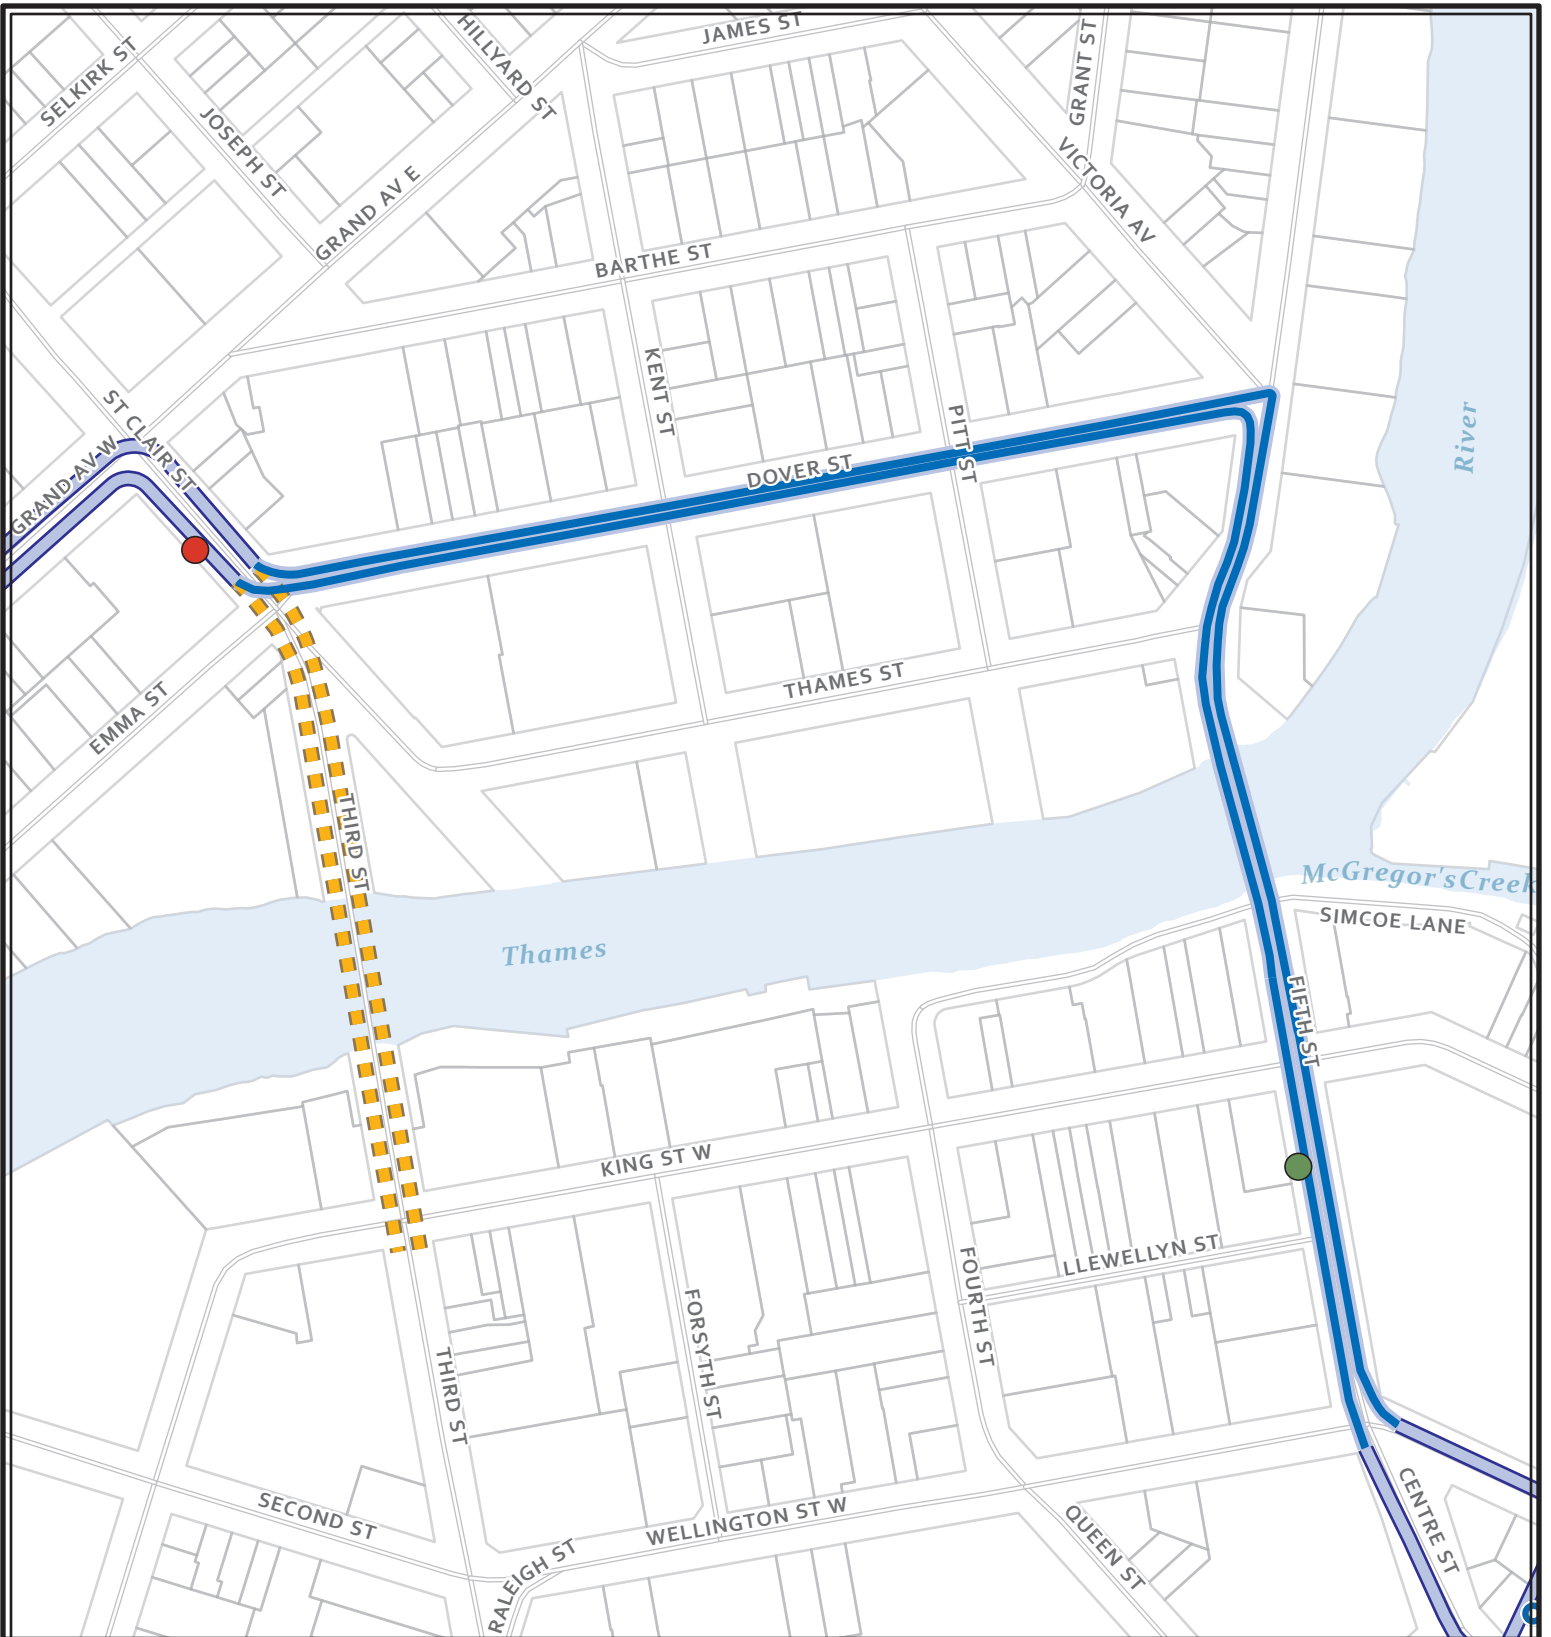 JAMES ST
HILLYARD ST
SELKIRK ST
GRANT ST
JOSEPH ST
VICTORIA AV
GRAND AV E
BARTHE ST
KENT ST
ST CLAIR ST
PITT ST
River
GRAND AV W
DOVER ST
THAMES ST
EMMA ST
THIRD ST
McGregor'sCreek
SIMCOE LANE
Thames
FIFTH ST
KING ST W
LLEWELLYN ST
FOURTH ST
FORSYTH ST
THIRD ST
CENTRE ST
SECOND ST
WELLINGTON ST W
QUEEN ST
RALEIGH ST